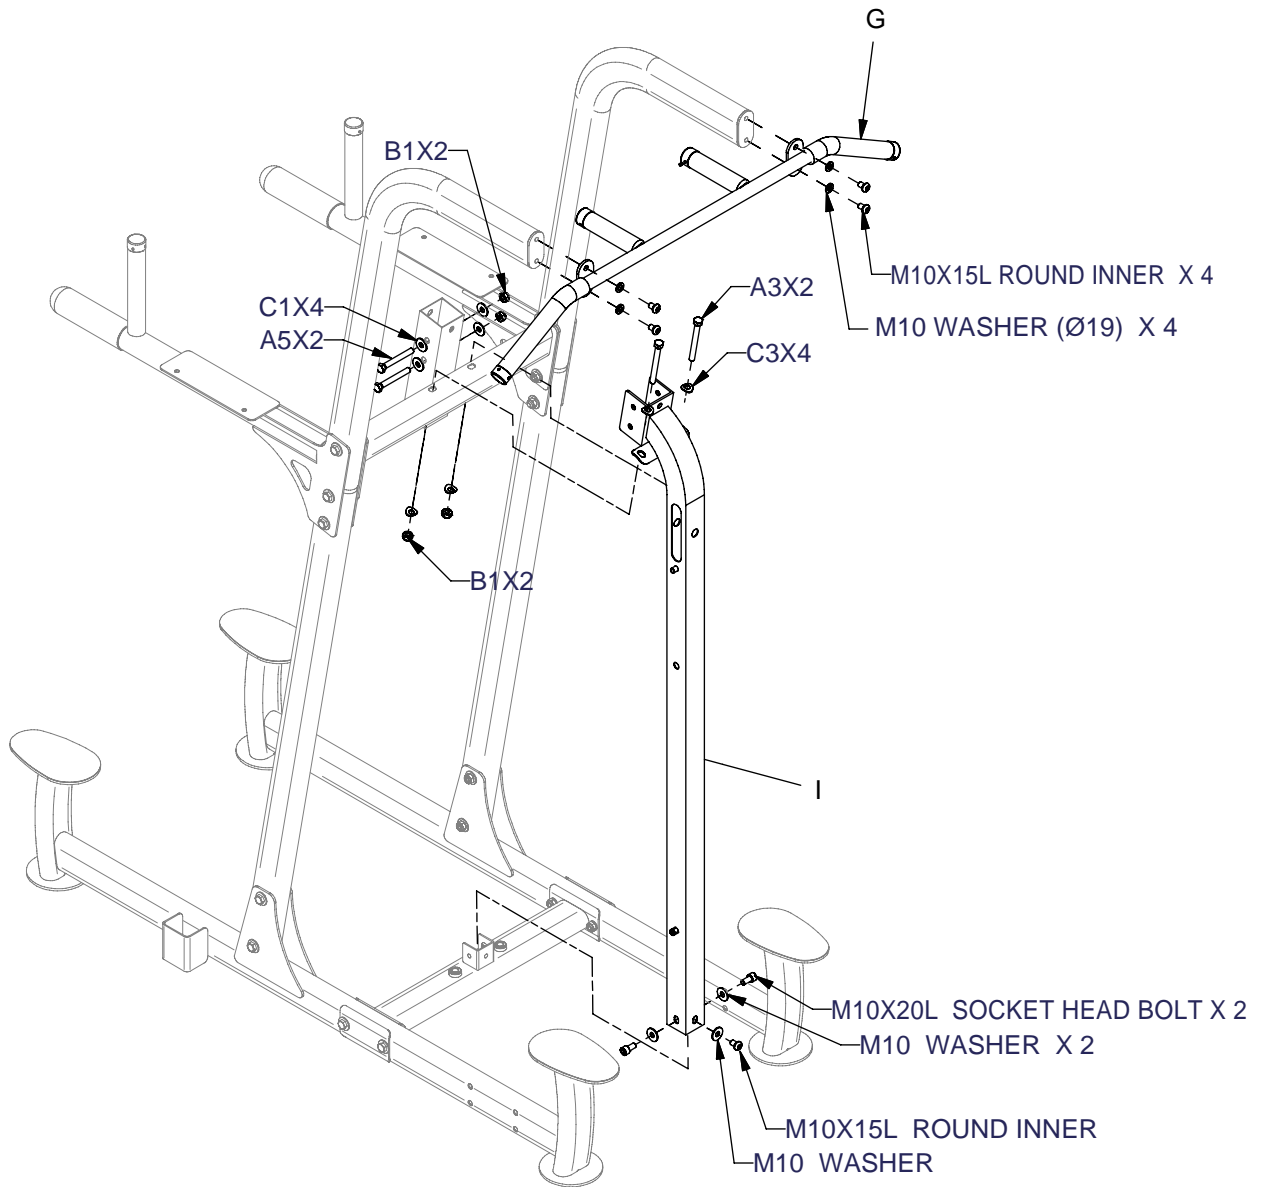 G
B1X2
M10X15L ROUND INNER X 4
A3X2
C1X4
M10 WASHER (Ø19) X 4
A5X2
C3X4
B1X2
I
M10X20L SOCKET HEAD BOLT X 2
M10 WASHER X 2
M10X15L ROUND INNER
M10 WASHER